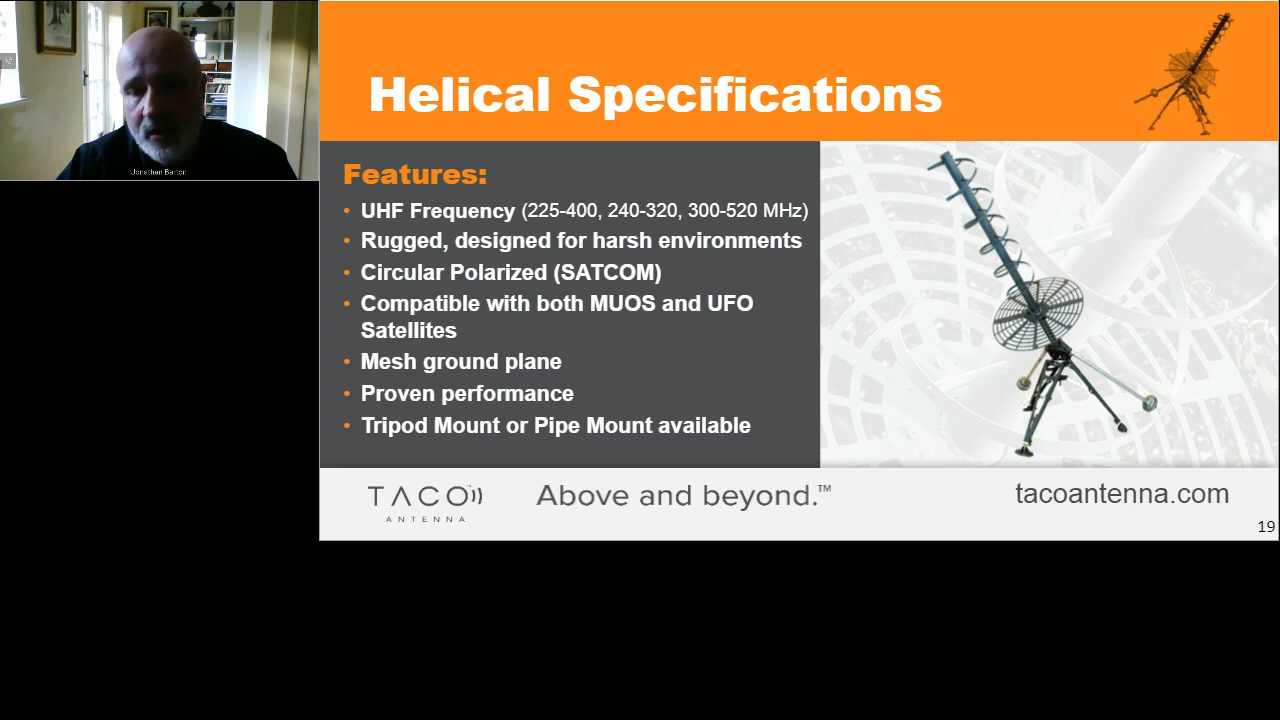 Jonathan Barton
Helical Specifications
Features:
• UHF Frequency (225-400, 240-320, 300-520 MHz)
• Rugged, designed for harsh environments
• Circular Polarized (SATCOM)
• Compatible with both MUOS and UFO
Satellites
• Mesh ground plane
• Proven performance
• Tripod Mount or Pipe Mount available
TACO
ANTENNA
Above and beyond.™
tacoantenna.com
19